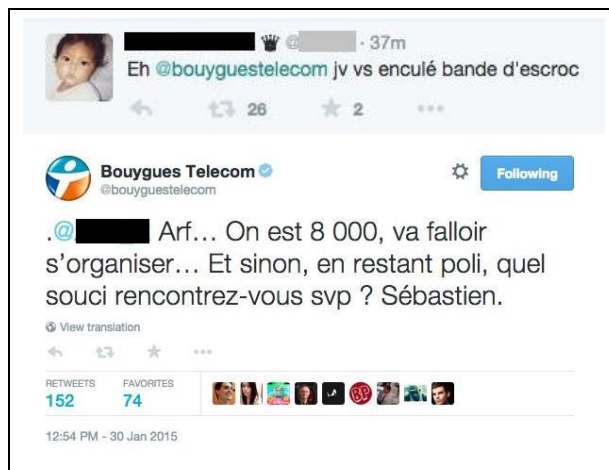 @ · 37m
Eh @bouyguestelecom jv vs enculé bande d'escroc
26 2
Bouygues Telecom
@bouyguestelecom
Following
.@ Arf... On est 8 000, va falloir
s'organiser... Et sinon, en restant poli, quel
souci rencontrez-vous svp ? Sébastien.
View translation
RETWEETS FAVORITES
152 74
BP
12:54 PM - 30 Jan 2015